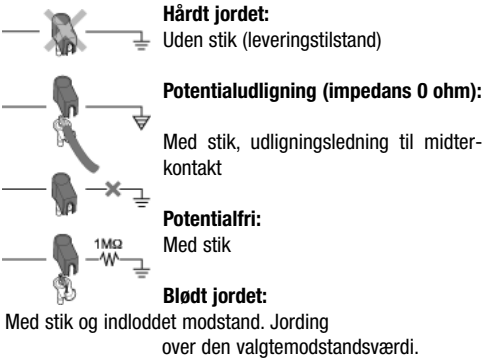 Hårdt jordet:
Uden stik (leveringstilstand)
Potentialudligning (impedans 0 ohm):
Med stik, udligningsledning til midter-
kontakt
Potentialfri:
Med stik
1MΩ
Blødt jordet:
Med stik og indloddet modstand. Jording
over den valgtemodstandsværdi.